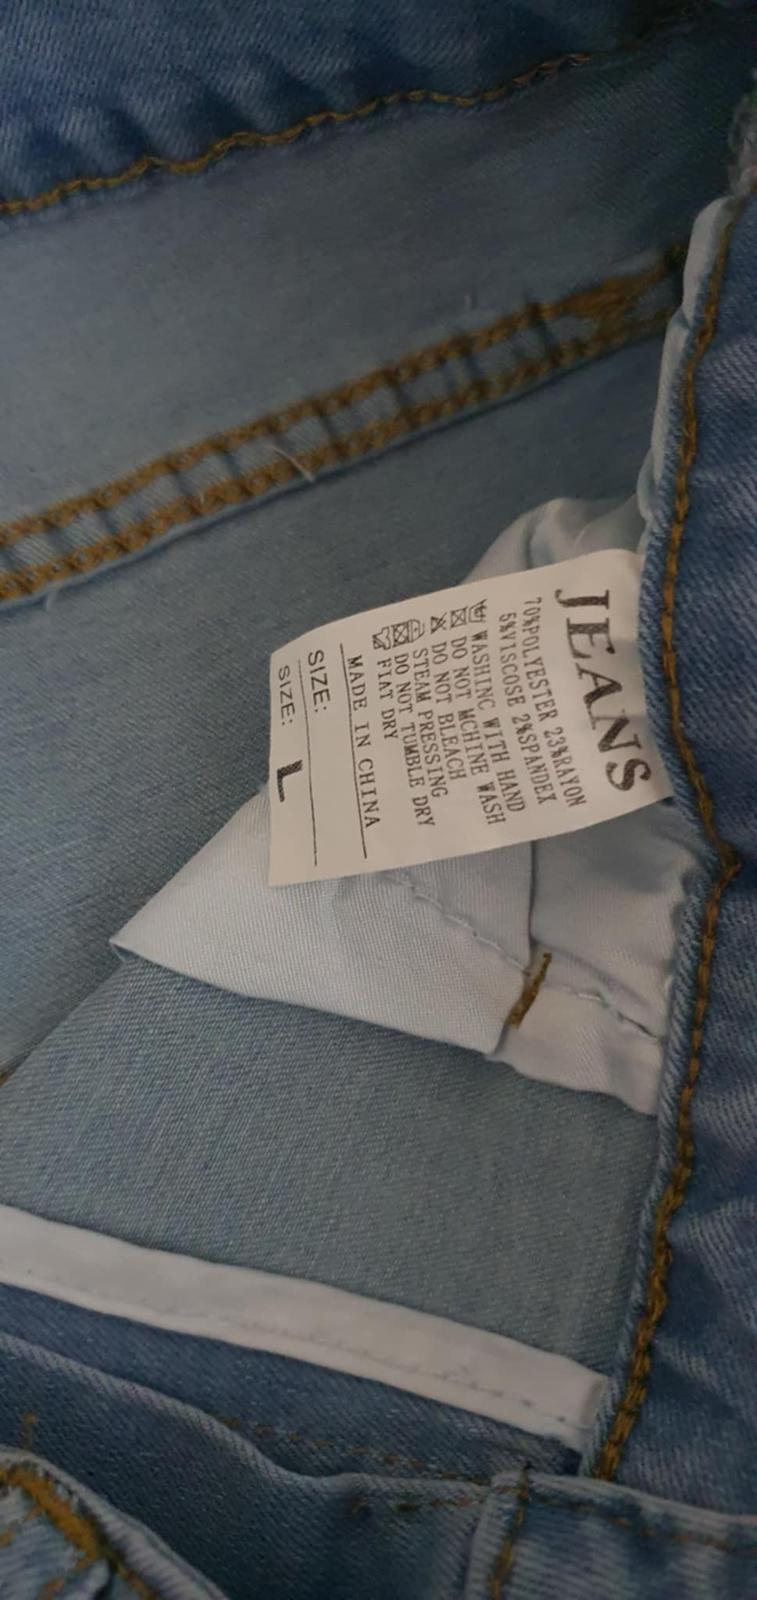 JEANS
70%POLYESTER 23%RAYON
5%VISCOSE 2%SPANDEX
WASHINC WITH HAND
DO NOT MCHINE WASH
DO NOT BLEACH
STEAM PRESSING
DO NOT TUMBLE DRY
FIAT DRY
MADE IN CHINA
SIZE:
SIZE: L